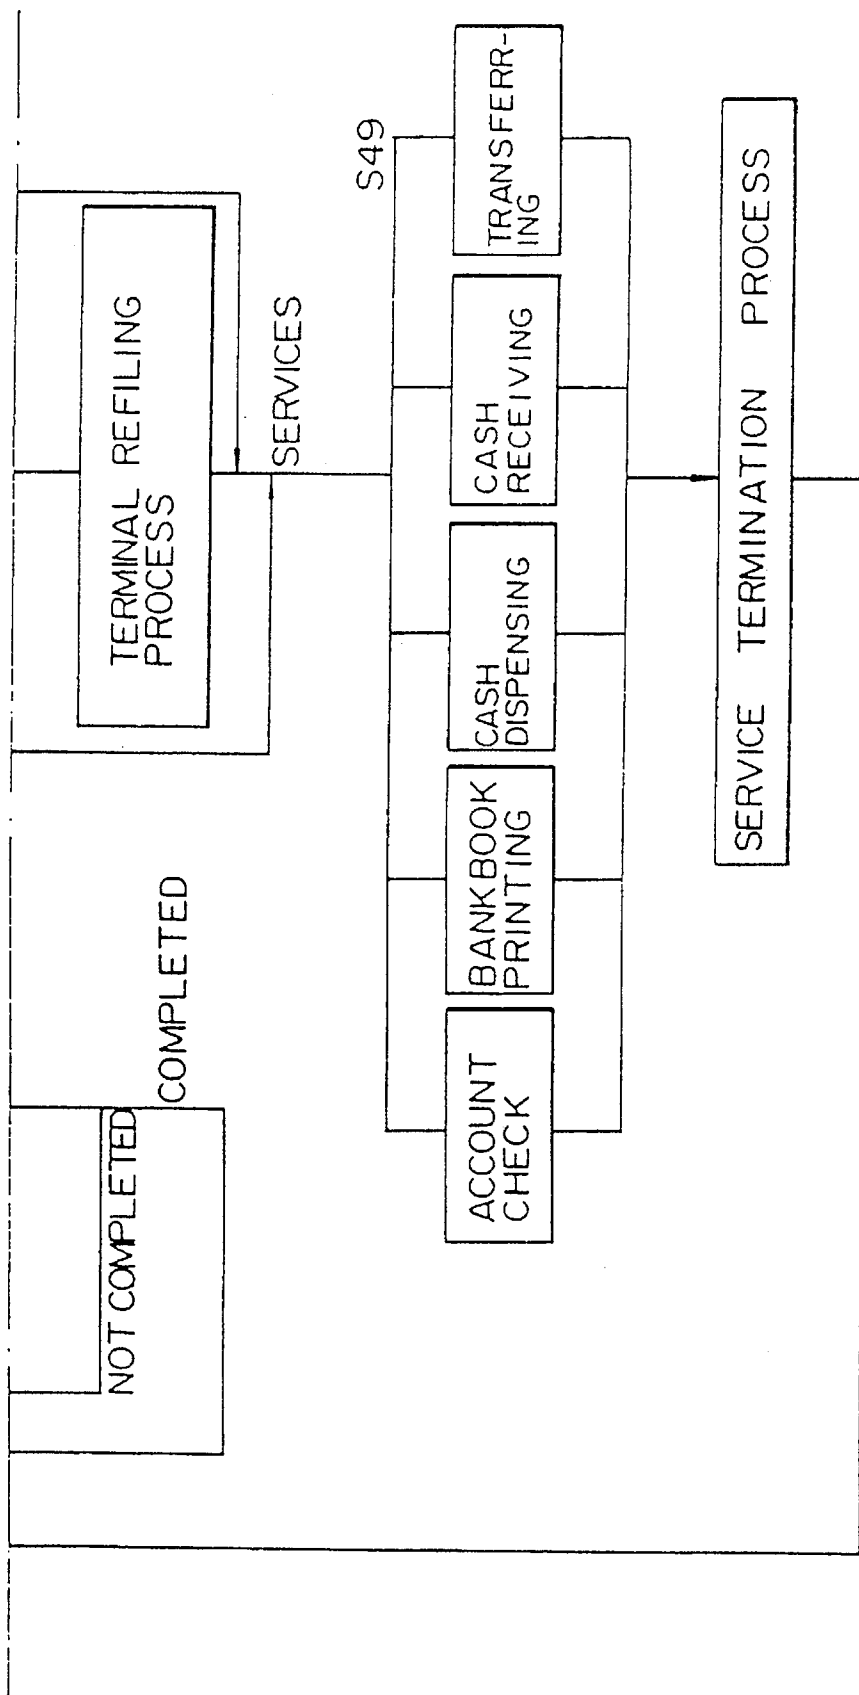 NOT COMPLETED
COMPLETED
TERMINAL REFILING
PROCESS
SERVICES
S49
ACCOUNT
CHECK
BANKBOOK
PRINTING
CASH
DISPENSING
CASH
RECEIVING
TRANSFERR-
ING
SERVICE TERMINATION PROCESS